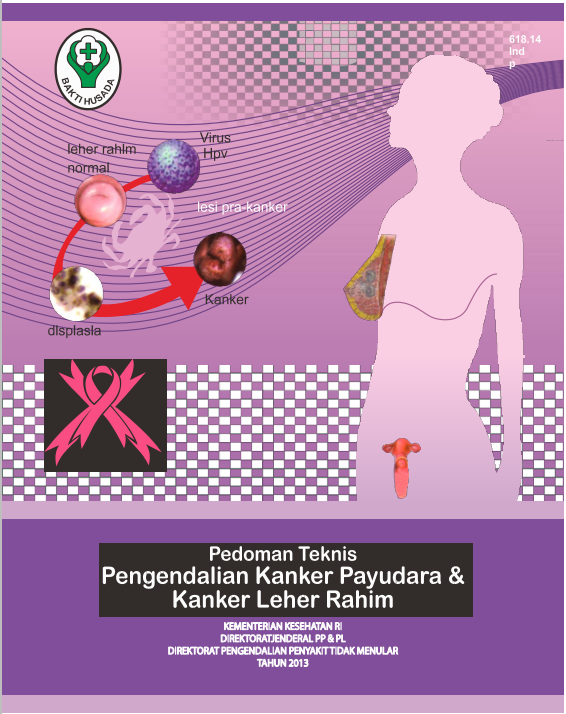 618.14
Ind
p
BAKTI HUSADA
Virus
Hpv
leher rahIm
normal
lesi pra-kanker
Kanker
dIsplasIa
Pedoman Teknis
Pengendalian Kanker Payudara &
Kanker Leher Rahim
KEMENTERIAN KESEHATAN RI
DIREKTORATJENDERAL PP & PL
DIREKTORAT PENGENDALIAN PENYAKIT TIDAK MENULAR
TAHUN 2013